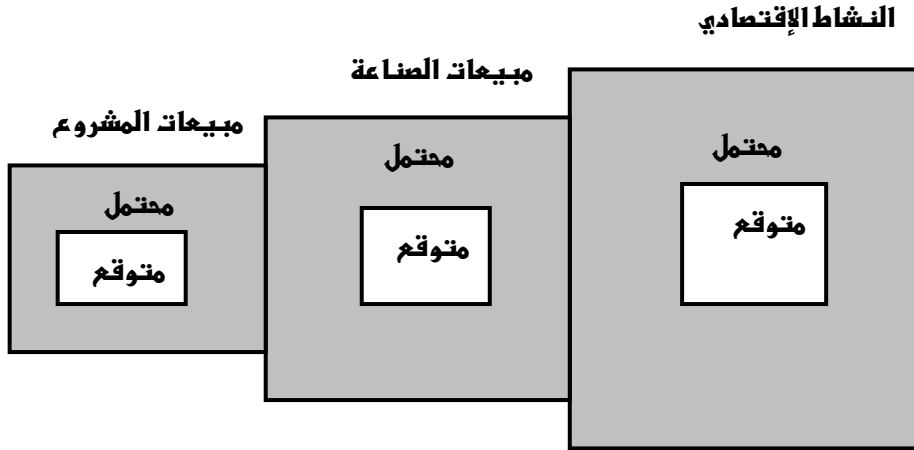 النشاط الإقتصادي
مبيعات الصناعة
مبيعات المشروع
محتمل
محتمل
محتمل
متوقع
متوقع
متوقع